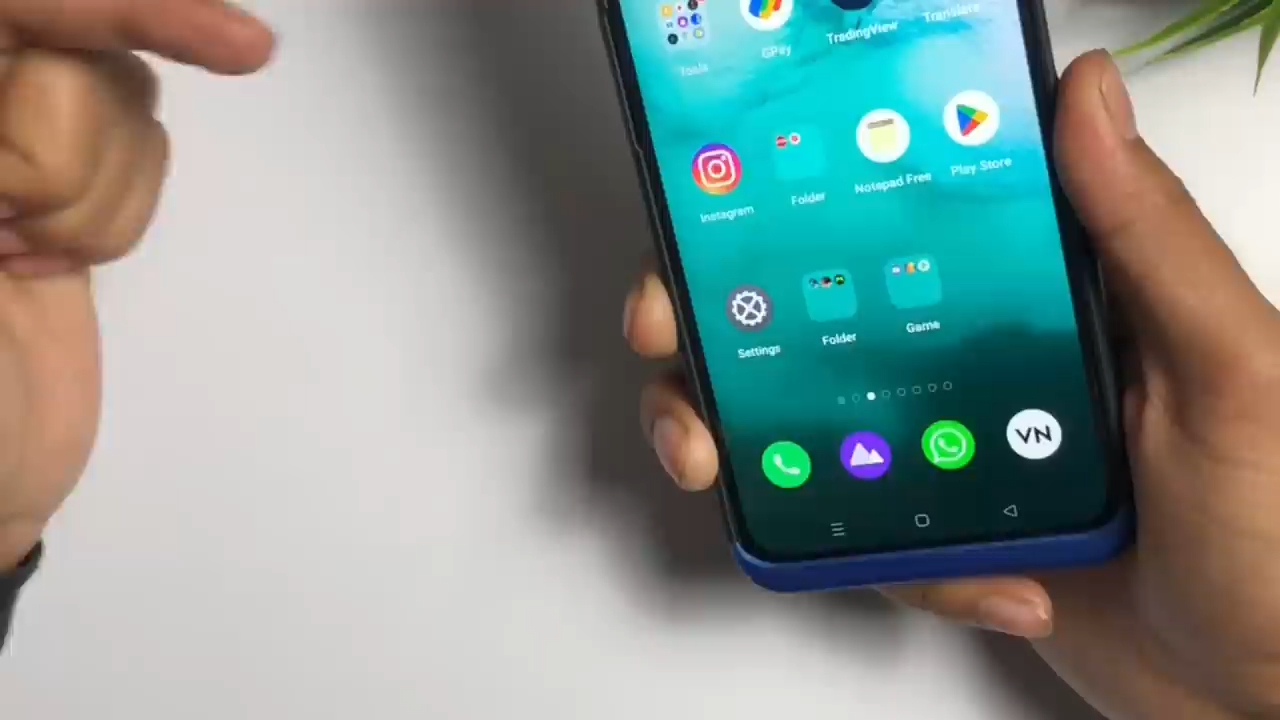 Tools GPay TradingView Translate
Instagram Folder Notepad Free Play Store
Settings Folder Game
VN